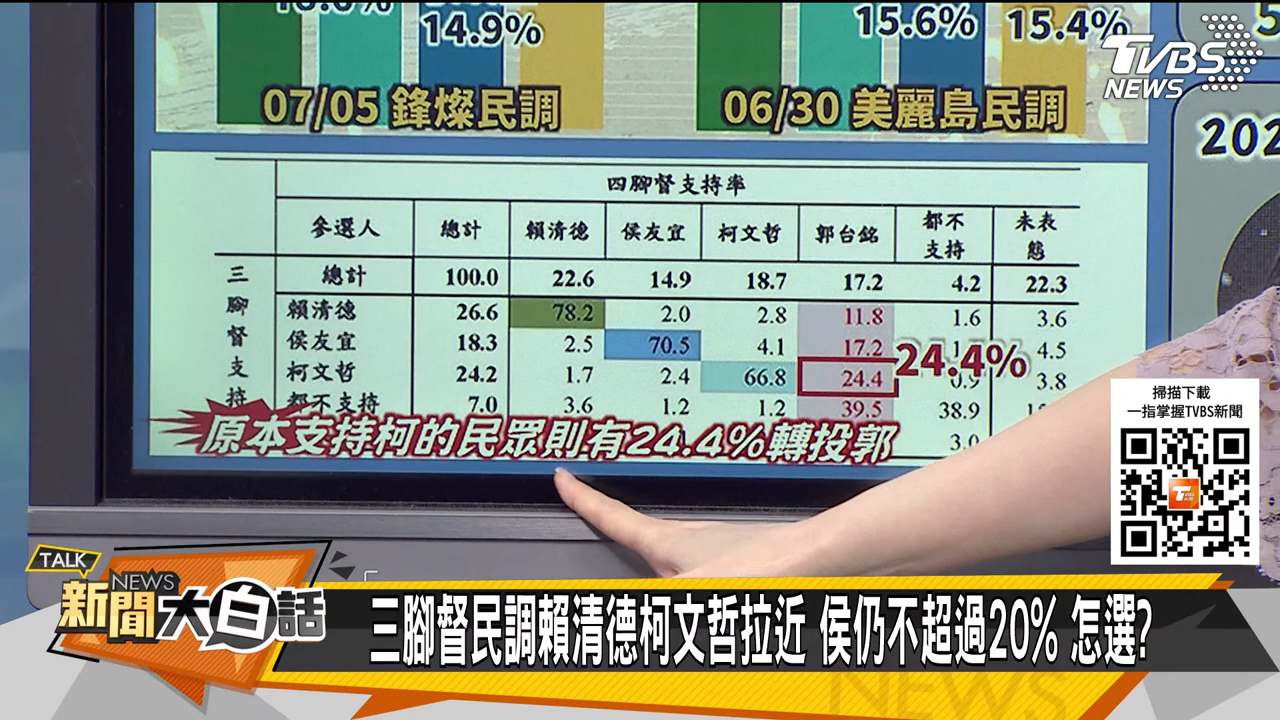 14.9%
15.6%
15.4%
TVBS
NEWS
07/05 鋒燦民調
06/30 美麗島民調
202
四腳督支持率
參選人 總計 賴清德 侯友宜 柯文哲 郭台銘 都不支持 未表態
三腳督支持
總計 100.0 22.6 14.9 18.7 17.2 4.2 22.3
賴清德 26.6 78.2 2.0 2.8 11.8 1.6 3.6
侯友宜 18.3 2.5 70.5 4.1 17.2 4.5
24.4%
柯文哲 24.2 1.7 2.4 66.8 24.4 0.9 3.8
都不支持 7.0 3.6 1.2 1.2 39.5 38.9
3.0
原本支持柯的民眾則有24.4%轉投郭
掃描下載
一指掌握TVBS新聞
TALK
NEWS
新聞大白話
三腳督民調賴清德柯文哲拉近 侯仍不超過20% 怎選?
NEWS